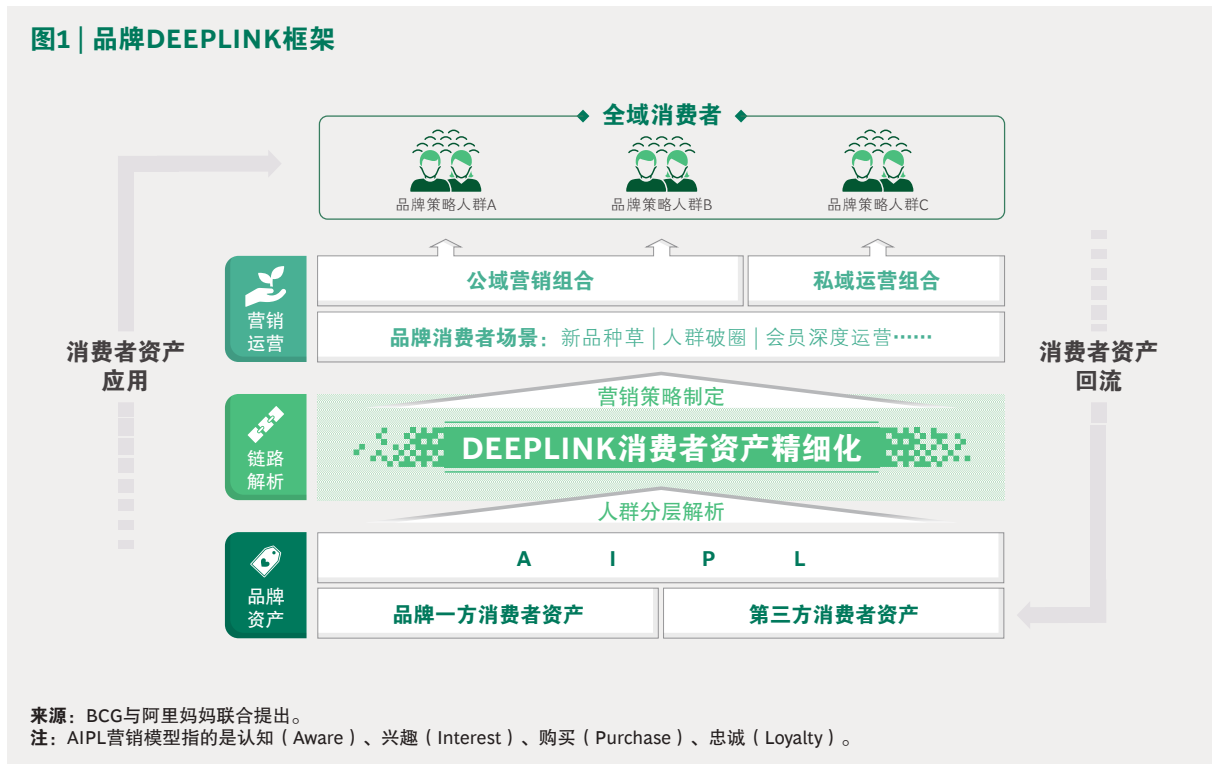 图1 | 品牌DEEPLINK框架
全域消费者
品牌策略人群A
品牌策略人群B
品牌策略人群C
消费者资产
应用
营销
运营
公域营销组合
私域运营组合
品牌消费者场景：新品种草 | 人群破圈 | 会员深度运营……
营销策略制定
链路
解析
DEEPLINK消费者资产精细化
人群分层解析
品牌
资产
A I P L
品牌一方消费者资产
第三方消费者资产
消费者资产
回流
来源：BCG与阿里妈妈联合提出。
注：AIPL营销模型指的是认知（Aware）、兴趣（Interest）、购买（Purchase）、忠诚（Loyalty）。